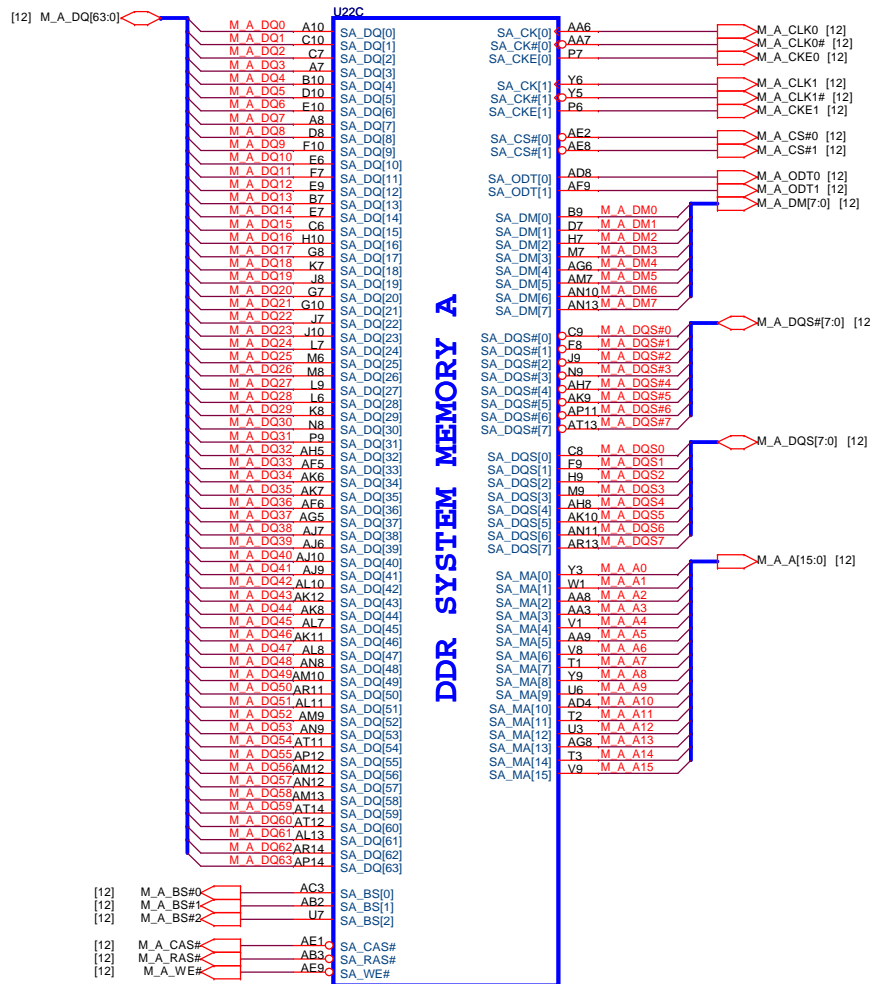 U22C
[12] M_A_DQ[63:0]
M_A_DQ0 A10 SA_DQ[0]
M_A_DQ1 C10 SA_DQ[1]
M_A_DQ2 C7 SA_DQ[2]
M_A_DQ3 A7 SA_DQ[3]
M_A_DQ4 B10 SA_DQ[4]
M_A_DQ5 D10 SA_DQ[5]
M_A_DQ6 E10 SA_DQ[6]
M_A_DQ7 A8 SA_DQ[7]
M_A_DQ8 D8 SA_DQ[8]
M_A_DQ9 F10 SA_DQ[9]
M_A_DQ10 E6 SA_DQ[10]
M_A_DQ11 F7 SA_DQ[11]
M_A_DQ12 E9 SA_DQ[12]
M_A_DQ13 B7 SA_DQ[13]
M_A_DQ14 E7 SA_DQ[14]
M_A_DQ15 C6 SA_DQ[15]
M_A_DQ16 H10 SA_DQ[16]
M_A_DQ17 G8 SA_DQ[17]
M_A_DQ18 K7 SA_DQ[18]
M_A_DQ19 J8 SA_DQ[19]
M_A_DQ20 G7 SA_DQ[20]
M_A_DQ21 G10 SA_DQ[21]
M_A_DQ22 J7 SA_DQ[22]
M_A_DQ23 J10 SA_DQ[23]
M_A_DQ24 L7 SA_DQ[24]
M_A_DQ25 M6 SA_DQ[25]
M_A_DQ26 M8 SA_DQ[26]
M_A_DQ27 L9 SA_DQ[27]
M_A_DQ28 L6 SA_DQ[28]
M_A_DQ29 K8 SA_DQ[29]
M_A_DQ30 N8 SA_DQ[30]
M_A_DQ31 P9 SA_DQ[31]
M_A_DQ32 AH5 SA_DQ[32]
M_A_DQ33 AF5 SA_DQ[33]
M_A_DQ34 AK6 SA_DQ[34]
M_A_DQ35 AK7 SA_DQ[35]
M_A_DQ36 AF6 SA_DQ[36]
M_A_DQ37 AG5 SA_DQ[37]
M_A_DQ38 AJ7 SA_DQ[38]
M_A_DQ39 AJ6 SA_DQ[39]
M_A_DQ40 AJ10 SA_DQ[40]
M_A_DQ41 AJ9 SA_DQ[41]
M_A_DQ42 AL10 SA_DQ[42]
M_A_DQ43 AK12 SA_DQ[43]
M_A_DQ44 AK8 SA_DQ[44]
M_A_DQ45 AL7 SA_DQ[45]
M_A_DQ46 AK11 SA_DQ[46]
M_A_DQ47 AL8 SA_DQ[47]
M_A_DQ48 AN8 SA_DQ[48]
M_A_DQ49 AM10 SA_DQ[49]
M_A_DQ50 AR11 SA_DQ[50]
M_A_DQ51 AL11 SA_DQ[51]
M_A_DQ52 AM9 SA_DQ[52]
M_A_DQ53 AN9 SA_DQ[53]
M_A_DQ54 AT11 SA_DQ[54]
M_A_DQ55 AP12 SA_DQ[55]
M_A_DQ56 AM12 SA_DQ[56]
M_A_DQ57 AN12 SA_DQ[57]
M_A_DQ58 AM13 SA_DQ[58]
M_A_DQ59 AT14 SA_DQ[59]
M_A_DQ60 AT12 SA_DQ[60]
M_A_DQ61 AL13 SA_DQ[61]
M_A_DQ62 AR14 SA_DQ[62]
M_A_DQ63 AP14 SA_DQ[63]
[12] M_A_BS#0 AC3 SA_BS[0]
[12] M_A_BS#1 AB2 SA_BS[1]
[12] M_A_BS#2 U7 SA_BS[2]
[12] M_A_CAS# AE1 SA_CAS#
[12] M_A_RAS# AB3 SA_RAS#
[12] M_A_WE# AE9 SA_WE#
DDR SYSTEM MEMORY A
SA_CK[0] AA6 M_A_CLK0 [12]
SA_CK#[0] AA7 M_A_CLK0# [12]
SA_CKE[0] P7 M_A_CKE0 [12]
SA_CK[1] Y6 M_A_CLK1 [12]
SA_CK#[1] Y5 M_A_CLK1# [12]
SA_CKE[1] P6 M_A_CKE1 [12]
SA_CS#[0] AE2 M_A_CS#0 [12]
SA_CS#[1] AE8 M_A_CS#1 [12]
SA_ODT[0] AD8 M_A_ODT0 [12]
SA_ODT[1] AF9 M_A_ODT1 [12]
M_A_DM[7:0] [12]
SA_DM[0] B9 M_A_DM0
SA_DM[1] D7 M_A_DM1
SA_DM[2] H7 M_A_DM2
SA_DM[3] M7 M_A_DM3
SA_DM[4] AG6 M_A_DM4
SA_DM[5] AM7 M_A_DM5
SA_DM[6] AN10 M_A_DM6
SA_DM[7] AN13 M_A_DM7
M_A_DQS#[7:0] [12
SA_DQS#[0] C9 M_A_DQS#0
SA_DQS#[1] F8 M_A_DQS#1
SA_DQS#[2] J9 M_A_DQS#2
SA_DQS#[3] N9 M_A_DQS#3
SA_DQS#[4] AH7 M_A_DQS#4
SA_DQS#[5] AK9 M_A_DQS#5
SA_DQS#[6] AP11 M_A_DQS#6
SA_DQS#[7] AT13 M_A_DQS#7
M_A_DQS[7:0] [12]
SA_DQS[0] C8 M_A_DQS0
SA_DQS[1] F9 M_A_DQS1
SA_DQS[2] H9 M_A_DQS2
SA_DQS[3] M9 M_A_DQS3
SA_DQS[4] AH8 M_A_DQS4
SA_DQS[5] AK10 M_A_DQS5
SA_DQS[6] AN11 M_A_DQS6
SA_DQS[7] AR13 M_A_DQS7
M_A_A[15:0] [12]
SA_MA[0] Y3 M_A_A0
SA_MA[1] W1 M_A_A1
SA_MA[2] AA8 M_A_A2
SA_MA[3] AA3 M_A_A3
SA_MA[4] V1 M_A_A4
SA_MA[5] AA9 M_A_A5
SA_MA[6] V8 M_A_A6
SA_MA[7] T1 M_A_A7
SA_MA[8] Y9 M_A_A8
SA_MA[9] U6 M_A_A9
SA_MA[10] AD4 M_A_A10
SA_MA[11] T2 M_A_A11
SA_MA[12] U3 M_A_A12
SA_MA[13] AG8 M_A_A13
SA_MA[14] T3 M_A_A14
SA_MA[15] V9 M_A_A15